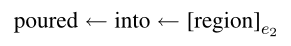 poured ← into ← [region]e₂